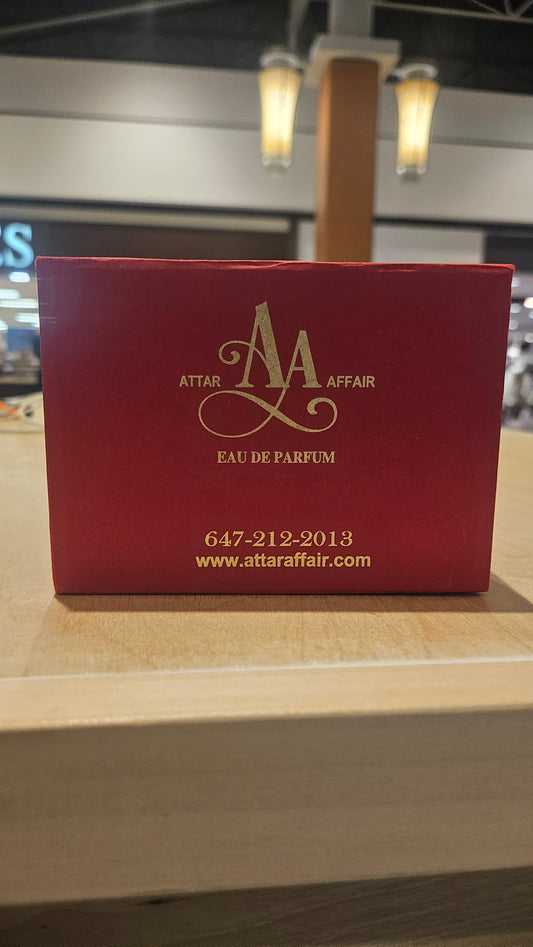 ATTAR AA AFFAIR
EAU DE PARFUM
647-212-2013
www.attaraffair.com